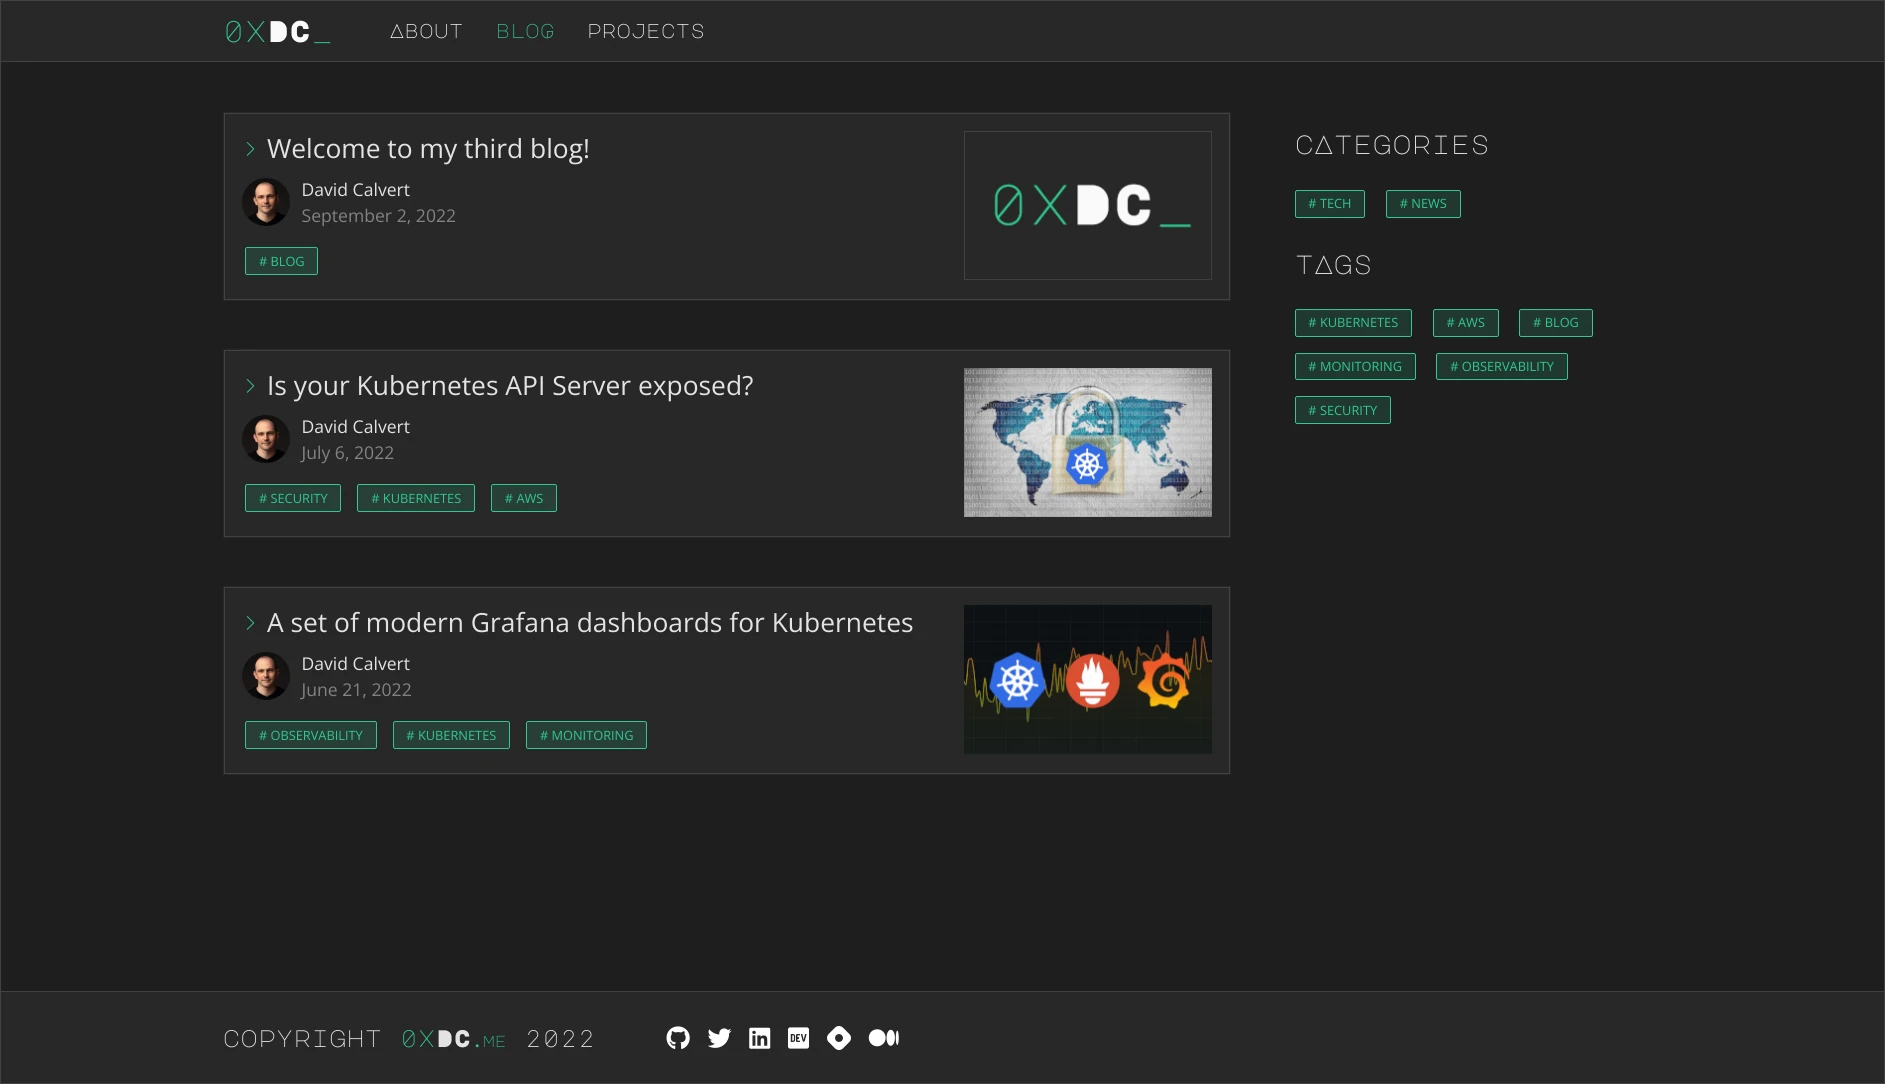 0XDC_
ABOUT
BLOG
PROJECTS
Welcome to my third blog!
David Calvert
September 2, 2022
# BLOG
0XDC_
Is your Kubernetes API Server exposed?
David Calvert
July 6, 2022
# SECURITY
# KUBERNETES
# AWS
A set of modern Grafana dashboards for Kubernetes
David Calvert
June 21, 2022
# OBSERVABILITY
# KUBERNETES
# MONITORING
CATEGORIES
# TECH
# NEWS
TAGS
# KUBERNETES
# AWS
# BLOG
# MONITORING
# OBSERVABILITY
# SECURITY
COPYRIGHT 0XDC.ME 2022
in
DEV